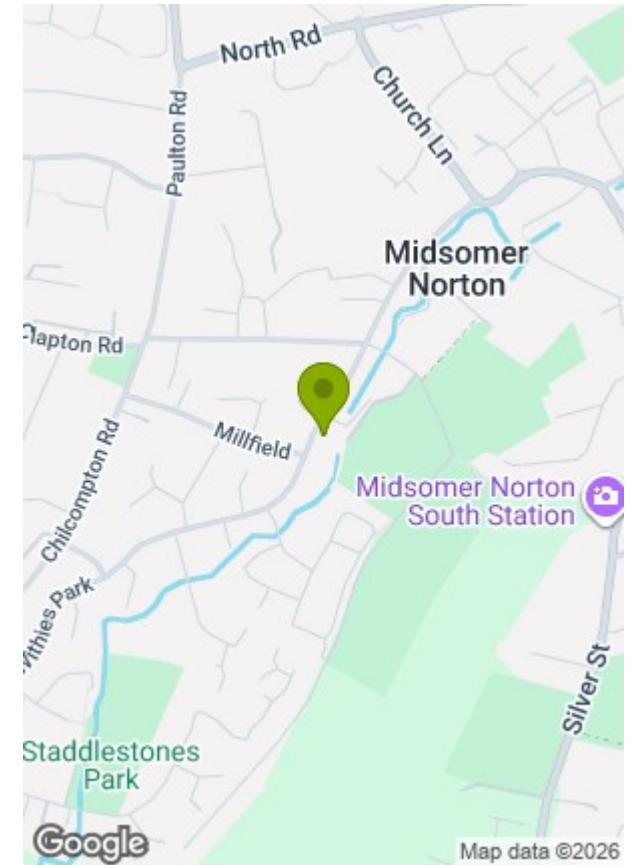 North Rd
Paulton Rd
Church Ln
Midsomer
Norton
Clapton Rd
Millfield
Chilcompton Rd
Midsomer Norton
South Station
Withies Park
Silver St
Staddlestones
Park
Google
Map data ©2026